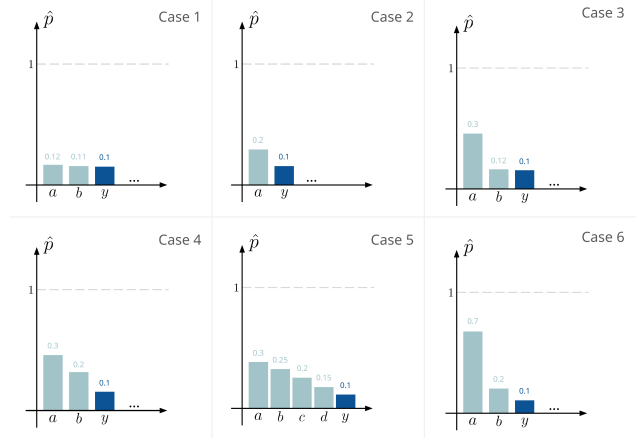 Case 1
p̂
1
0.12 0.11 0.1
a b y ...
Case 2
p̂
1
0.2 0.1
a y ...
Case 3
p̂
1
0.3 0.12 0.1
a b y ...
Case 4
p̂
1
0.3 0.2 0.1
a b y ...
Case 5
p̂
1
0.3 0.25 0.2 0.15 0.1
a b c d y
Case 6
p̂
1
0.7 0.2 0.1
a b y ...